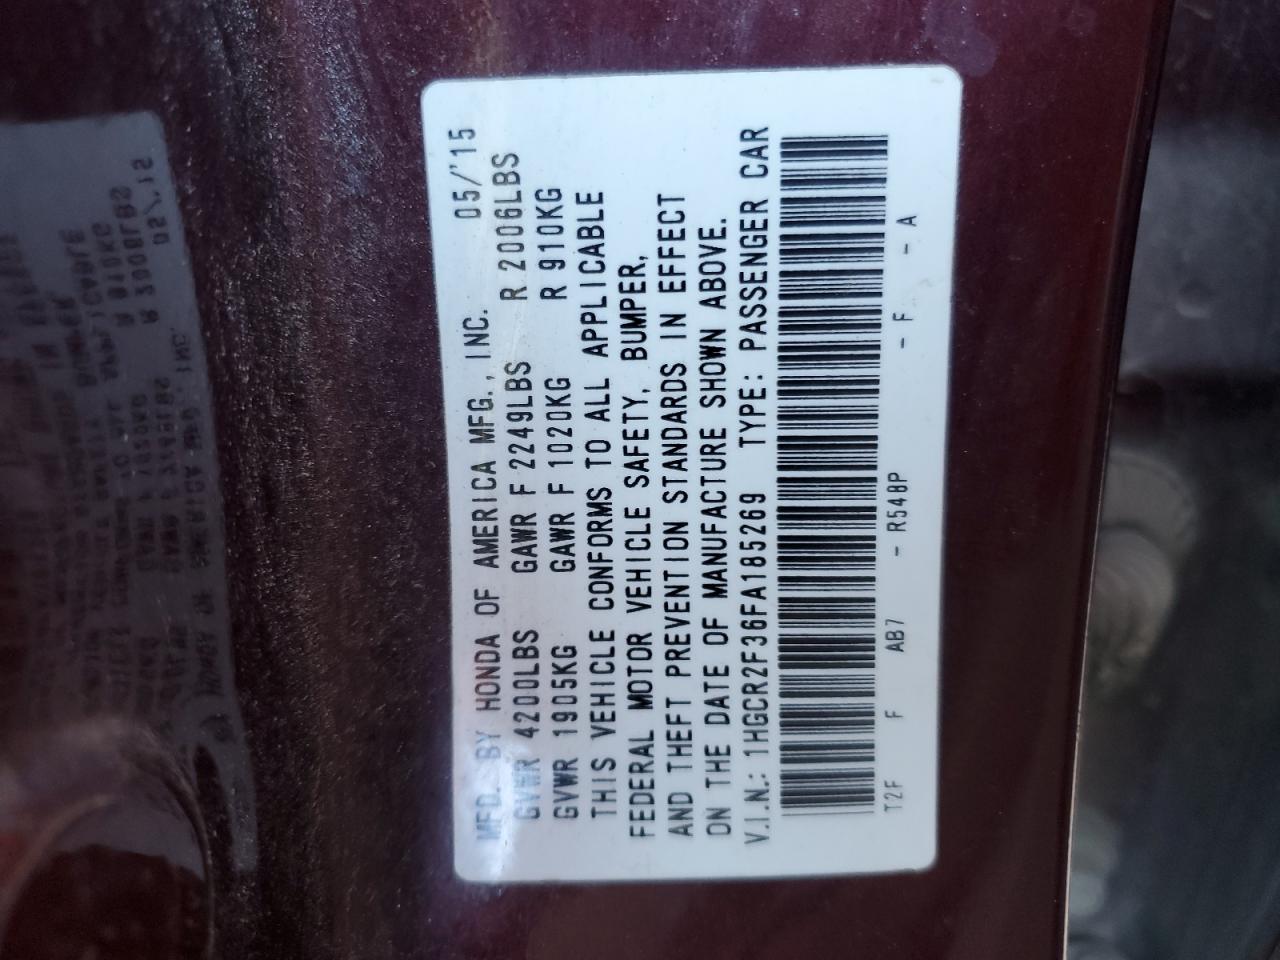 MFD. BY HONDA OF AMERICA MFG., INC. 05/'15
GVWR 4200LBS GAWR F 2249LBS R 2006LBS
GVWR 1905KG GAWR F 1020KG R 910KG
THIS VEHICLE CONFORMS TO ALL APPLICABLE
FEDERAL MOTOR VEHICLE SAFETY, BUMPER,
AND THEFT PREVENTION STANDARDS IN EFFECT
ON THE DATE OF MANUFACTURE SHOWN ABOVE.
V.I.N.: 1HGCR2F36FA185269 TYPE: PASSENGER CAR
T2F F AB7 - R548P - F - A